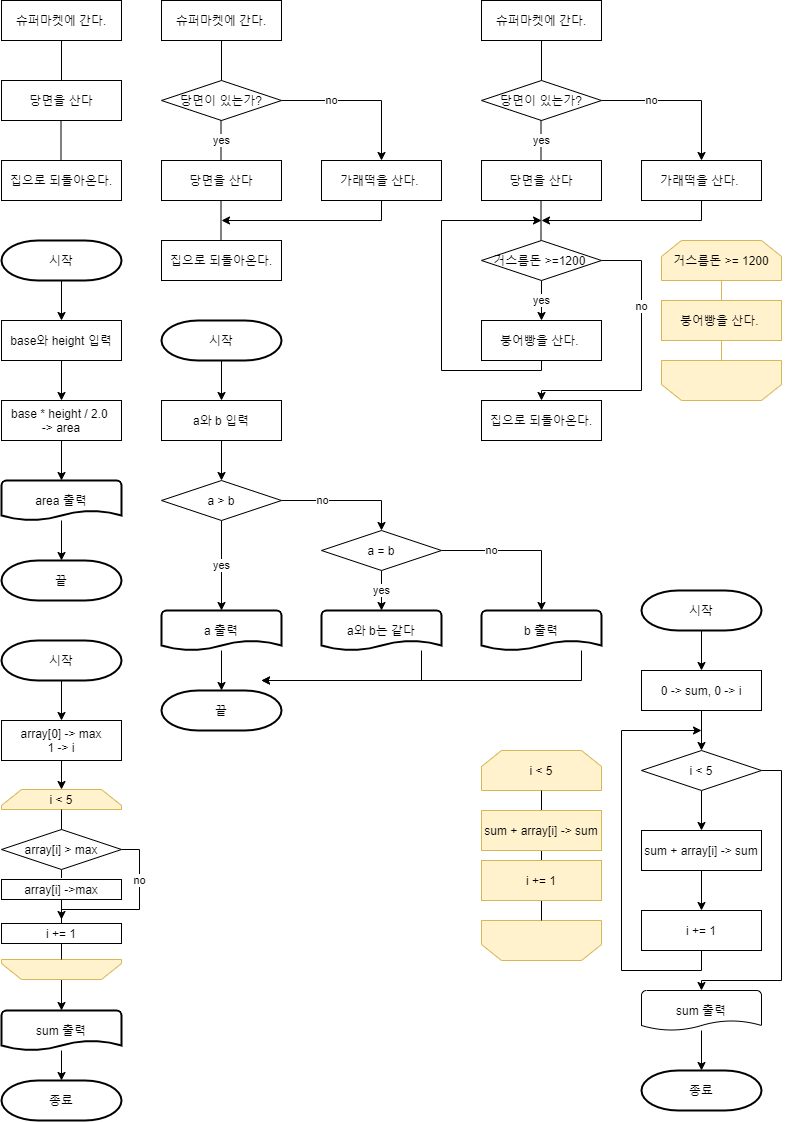 슈퍼마켓에 간다.
당면을 산다
집으로 되돌아온다.
슈퍼마켓에 간다.
당면이 있는가?
no
yes
당면을 산다
가래떡을 산다.
집으로 되돌아온다.
슈퍼마켓에 간다.
당면이 있는가?
no
yes
당면을 산다
가래떡을 산다.
거스름돈 >=1200
yes
no
붕어빵을 산다.
집으로 되돌아온다.
거스름돈 >= 1200
붕어빵을 산다.
시작
base와 height 입력
base * height / 2.0
-> area
area 출력
끝
시작
a와 b 입력
a > b
no
yes
a = b
no
yes
a 출력
a와 b는 같다
b 출력
끝
시작
array[0] -> max
1 -> i
i < 5
array[i] > max
no
array[i] ->max
i += 1
sum 출력
종료
i < 5
sum + array[i] -> sum
i += 1
시작
0 -> sum, 0 -> i
i < 5
sum + array[i] -> sum
i += 1
sum 출력
종료